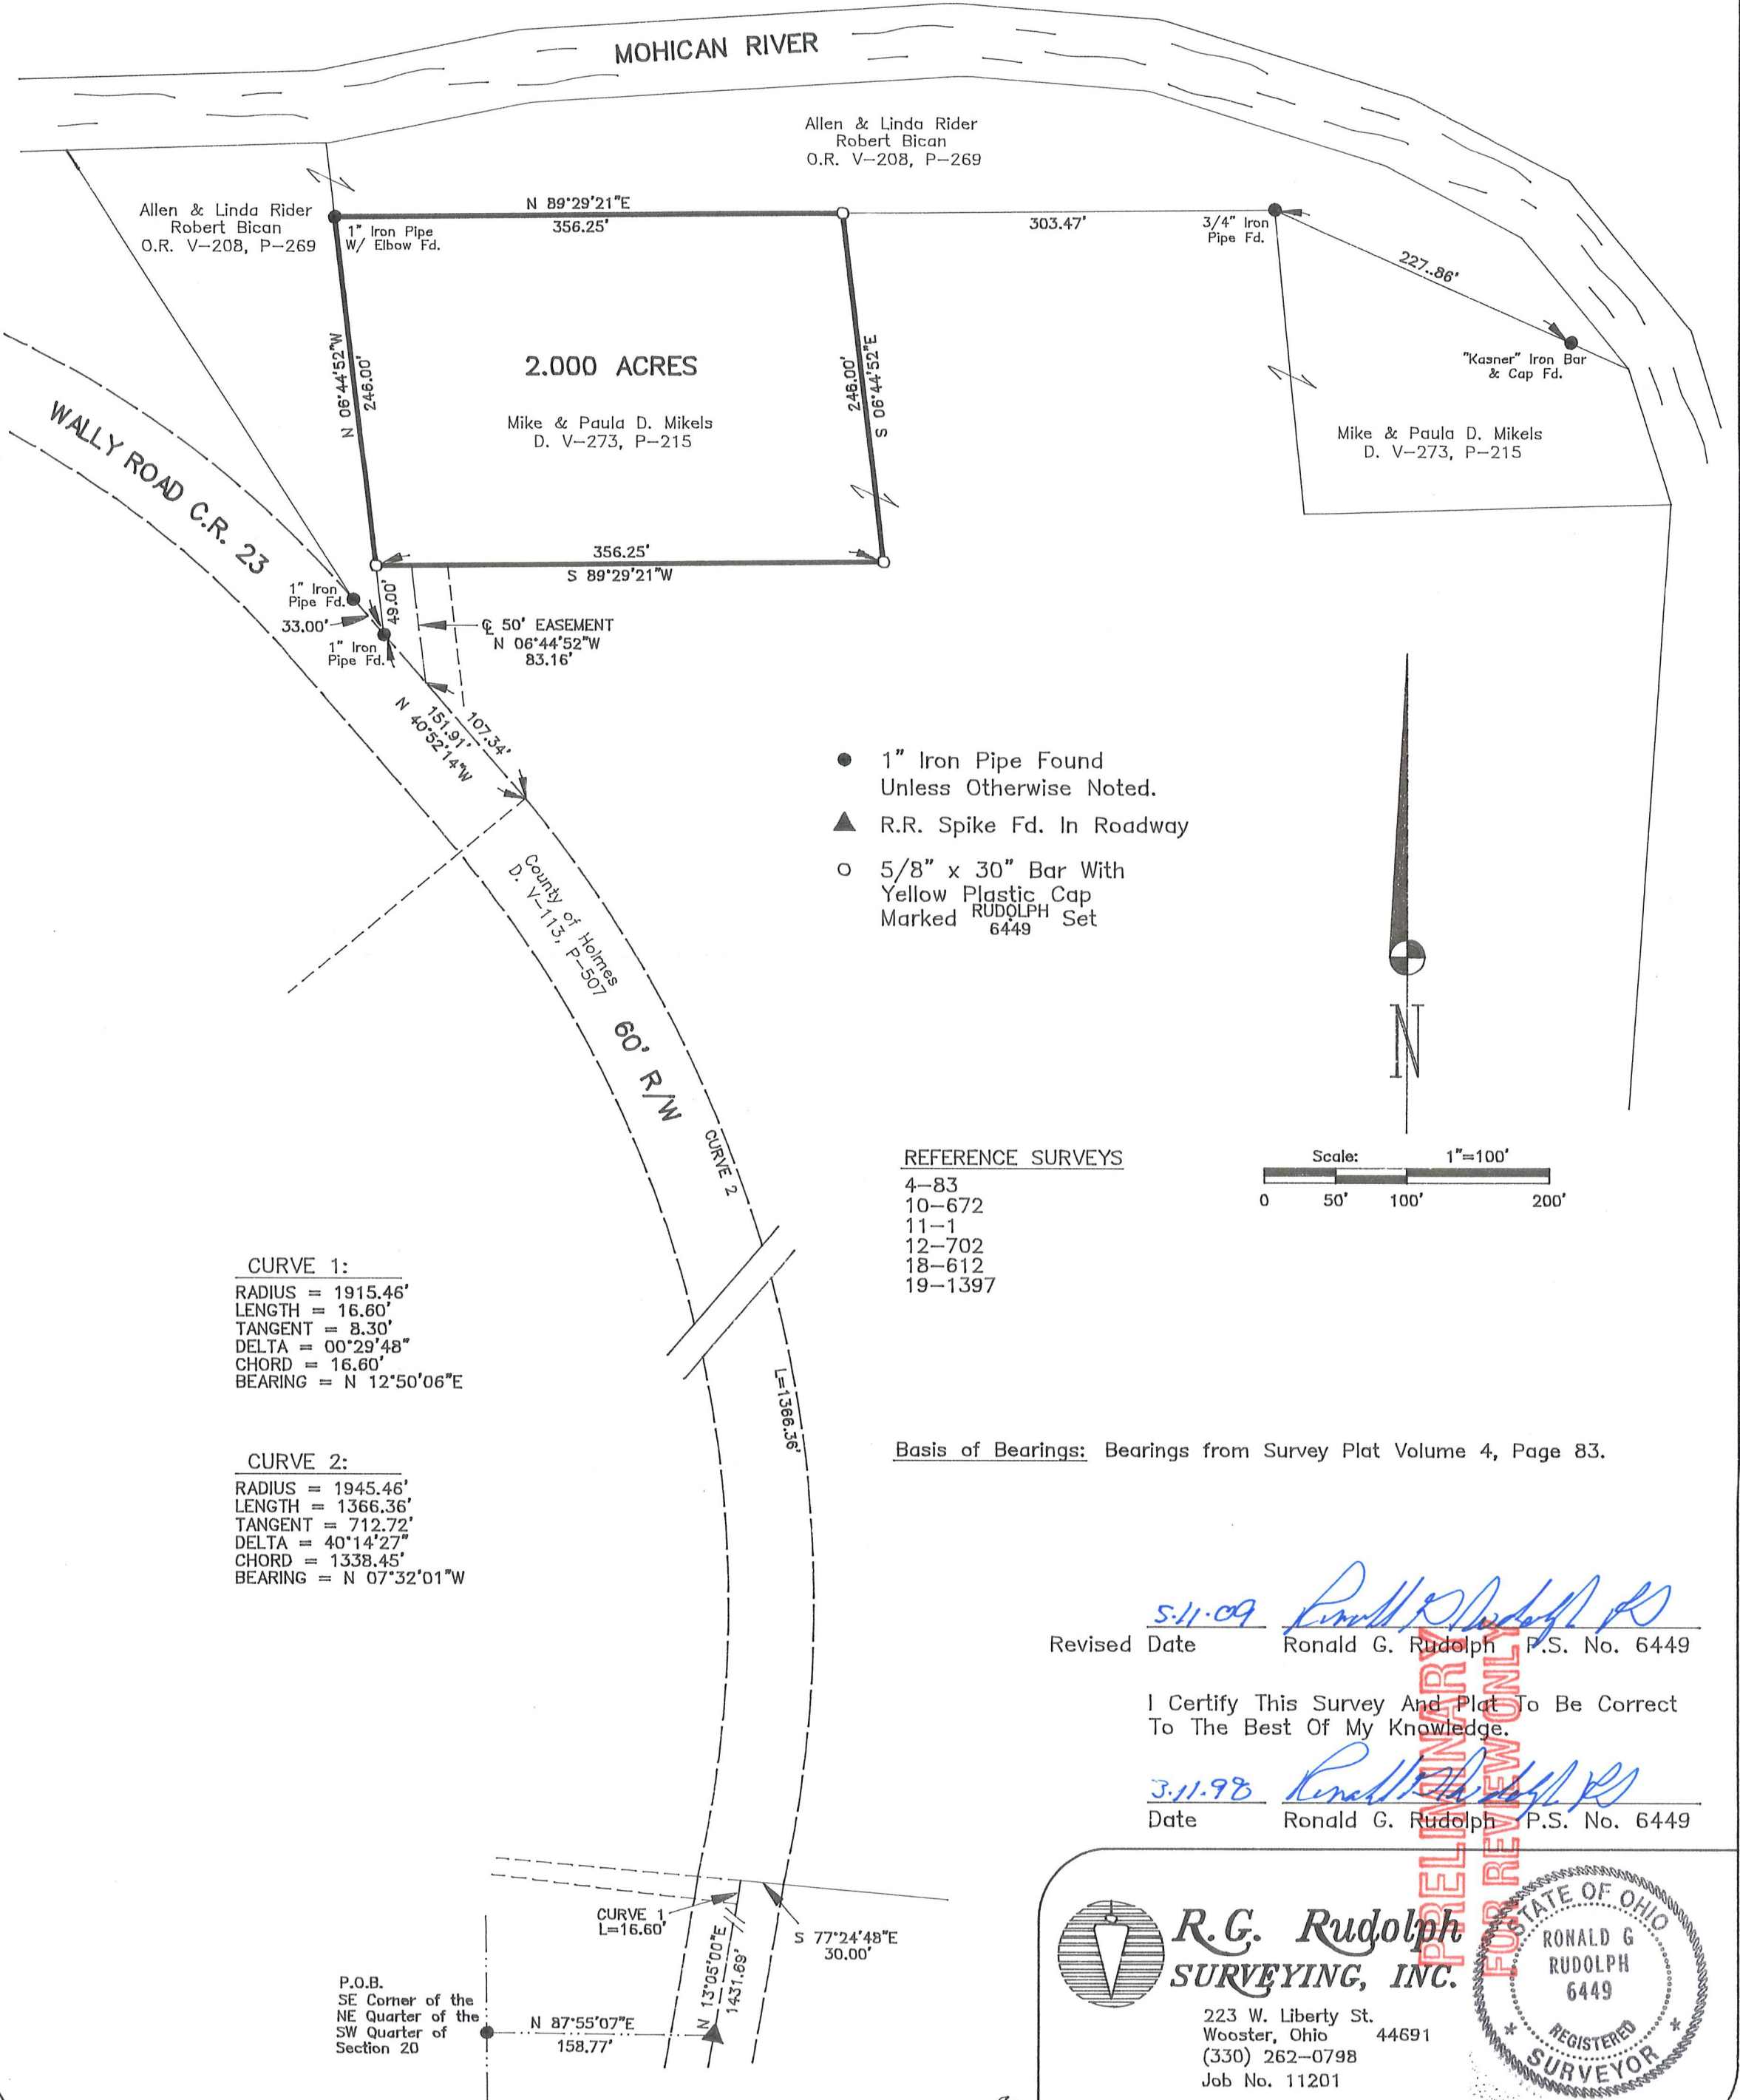 MOHICAN RIVER
Allen & Linda Rider
Robert Bican
O.R. V-208, P-269
Allen & Linda Rider
Robert Bican
O.R. V-208, P-269
1" Iron Pipe
W/ Elbow Fd.
N 89°29'21"E
356.25'
303.47'
3/4" Iron
Pipe Fd.
227.86'
"Kasner" Iron Bar
& Cap Fd.
N 06°44'52"W
246.00'
2.000 ACRES
Mike & Paula D. Mikels
D. V-273, P-215
246.00'
S 06°44'52"E
Mike & Paula D. Mikels
D. V-273, P-215
WALLY ROAD C.R. 23
356.25'
S 89°29'21"W
1" Iron
Pipe Fd.
33.00'
49.00'
1" Iron
Pipe Fd.
℄ 50' EASEMENT
N 06°44'52"W
83.16'
107.34'
151.91'
N 40°52'14"W
● 1" Iron Pipe Found
Unless Otherwise Noted.
▲ R.R. Spike Fd. In Roadway
○ 5/8" x 30" Bar With
Yellow Plastic Cap
Marked RUDOLPH Set
6449
County of Holmes
D. V-113, P-507
60' R/W
CURVE 2
N
REFERENCE SURVEYS
4-83
10-672
11-1
12-702
18-612
19-1397
Scale: 1"=100'
0 50' 100' 200'
CURVE 1:
RADIUS = 1915.46'
LENGTH = 16.60'
TANGENT = 8.30'
DELTA = 00°29'48"
CHORD = 16.60'
BEARING = N 12°50'06"E
L=1366.36'
CURVE 2:
RADIUS = 1945.46'
LENGTH = 1366.36'
TANGENT = 712.72'
DELTA = 40°14'27"
CHORD = 1338.45'
BEARING = N 07°32'01"W
Basis of Bearings: Bearings from Survey Plat Volume 4, Page 83.
5.11.09 Ronald G Rudolph PS
Revised Date Ronald G. Rudolph P.S. No. 6449
I Certify This Survey And Plat To Be Correct
To The Best Of My Knowledge.
3.11.98 Ronald G Rudolph PS
Date Ronald G. Rudolph P.S. No. 6449
PRELIMINARY
FOR REVIEW ONLY
CURVE 1
L=16.60'
N 13°05'00"E
1431.69'
S 77°24'48"E
30.00'
P.O.B.
SE Corner of the
NE Quarter of the
SW Quarter of
Section 20
N 87°55'07"E
158.77'
R.G. Rudolph
SURVEYING, INC.
223 W. Liberty St.
Wooster, Ohio 44691
(330) 262-0798
Job No. 11201
STATE OF OHIO
RONALD G
RUDOLPH
6449
REGISTERED
SURVEYOR